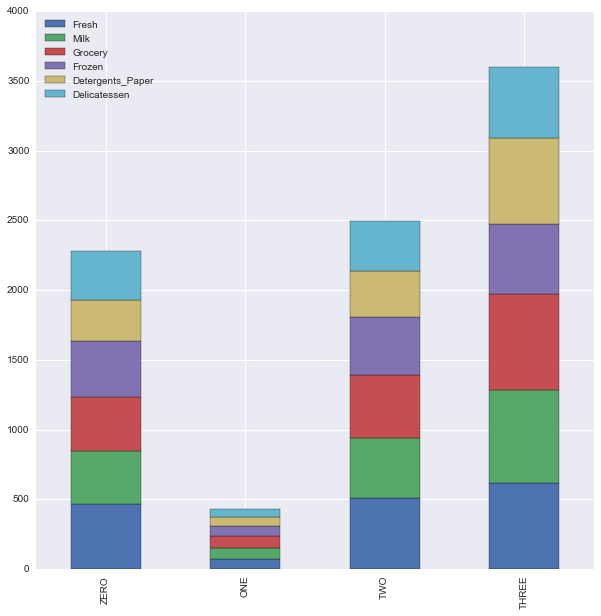 4000
3500
3000
2500
2000
1500
1000
500
0
Fresh
Milk
Grocery
Frozen
Detergents_Paper
Delicatessen
ZERO
ONE
TWO
THREE